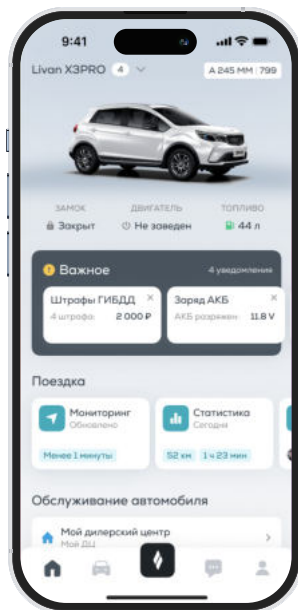 9:41
Livan X3PRO 4
А 245 ММ 799
ЗАМОК ДВИГАТЕЛЬ ТОПЛИВО
Закрыт Не заведен 44 л
Важное 4 уведомления
Штрафы ГИБДД Заряд АКБ
4 штрафа: 2 000 ₽ АКБ разряжен 11.8 V
Поездка
Мониторинг Статистика
Обновлено Сегодня
Менее 1 минуты 52 км 1 ч 23 мин
Обслуживание автомобиля
Мой дилерский центр
Мой ДЦ